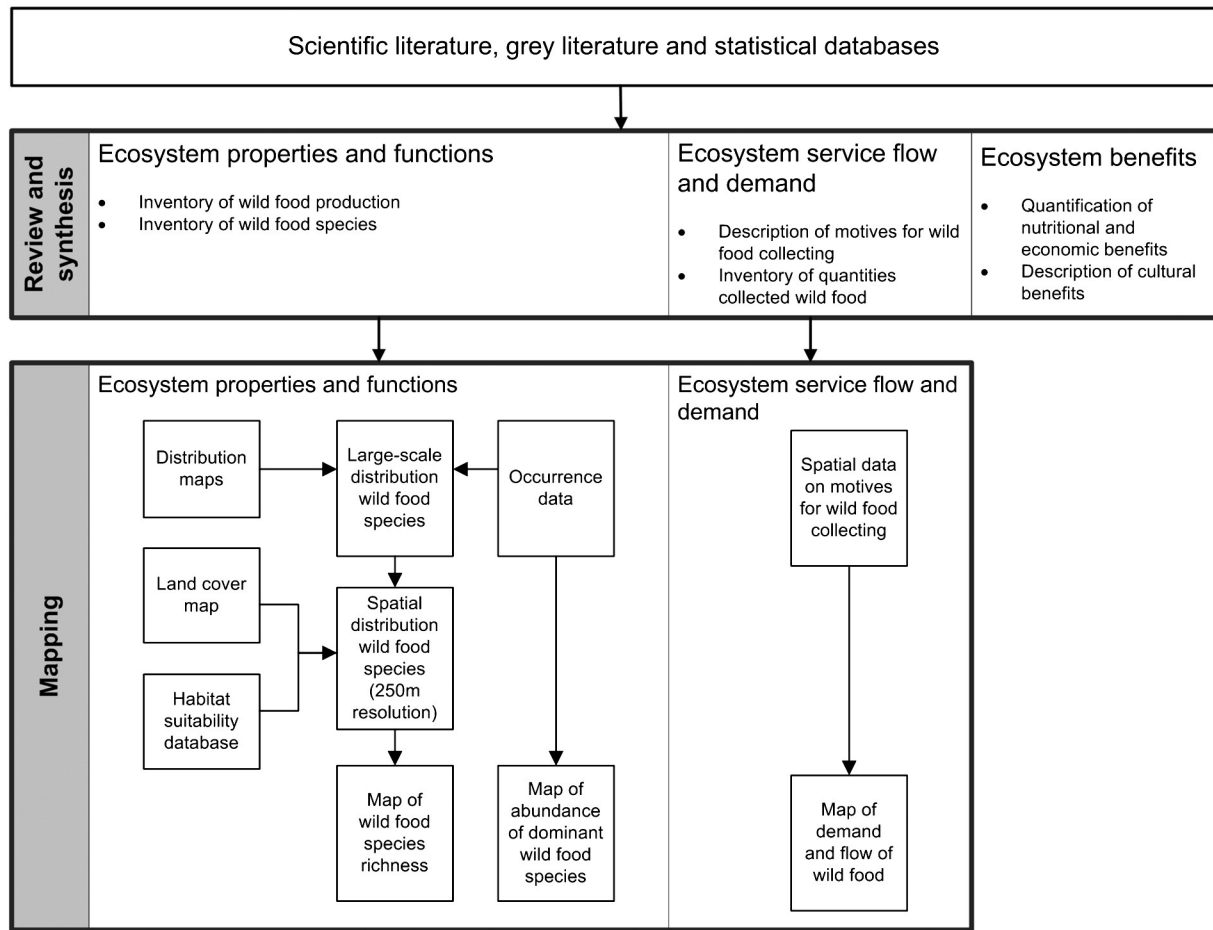 Scientific literature, grey literature and statistical databases
Review and
synthesis
Ecosystem properties and functions
• Inventory of wild food production
• Inventory of wild food species
Ecosystem service flow
and demand
• Description of motives for wild
food collecting
• Inventory of quantities
collected wild food
Ecosystem benefits
• Quantification of
nutritional and
economic benefits
• Description of cultural
benefits
Mapping
Ecosystem properties and functions
Distribution
maps
Large-scale
distribution
wild food
species
Occurrence
data
Land cover
map
Habitat
suitability
database
Spatial
distribution
wild food
species
(250m
resolution)
Map of
wild food
species
richness
Map of
abundance
of dominant
wild food
species
Ecosystem service flow and
demand
Spatial data
on motives
for wild food
collecting
Map of
demand
and flow of
wild food